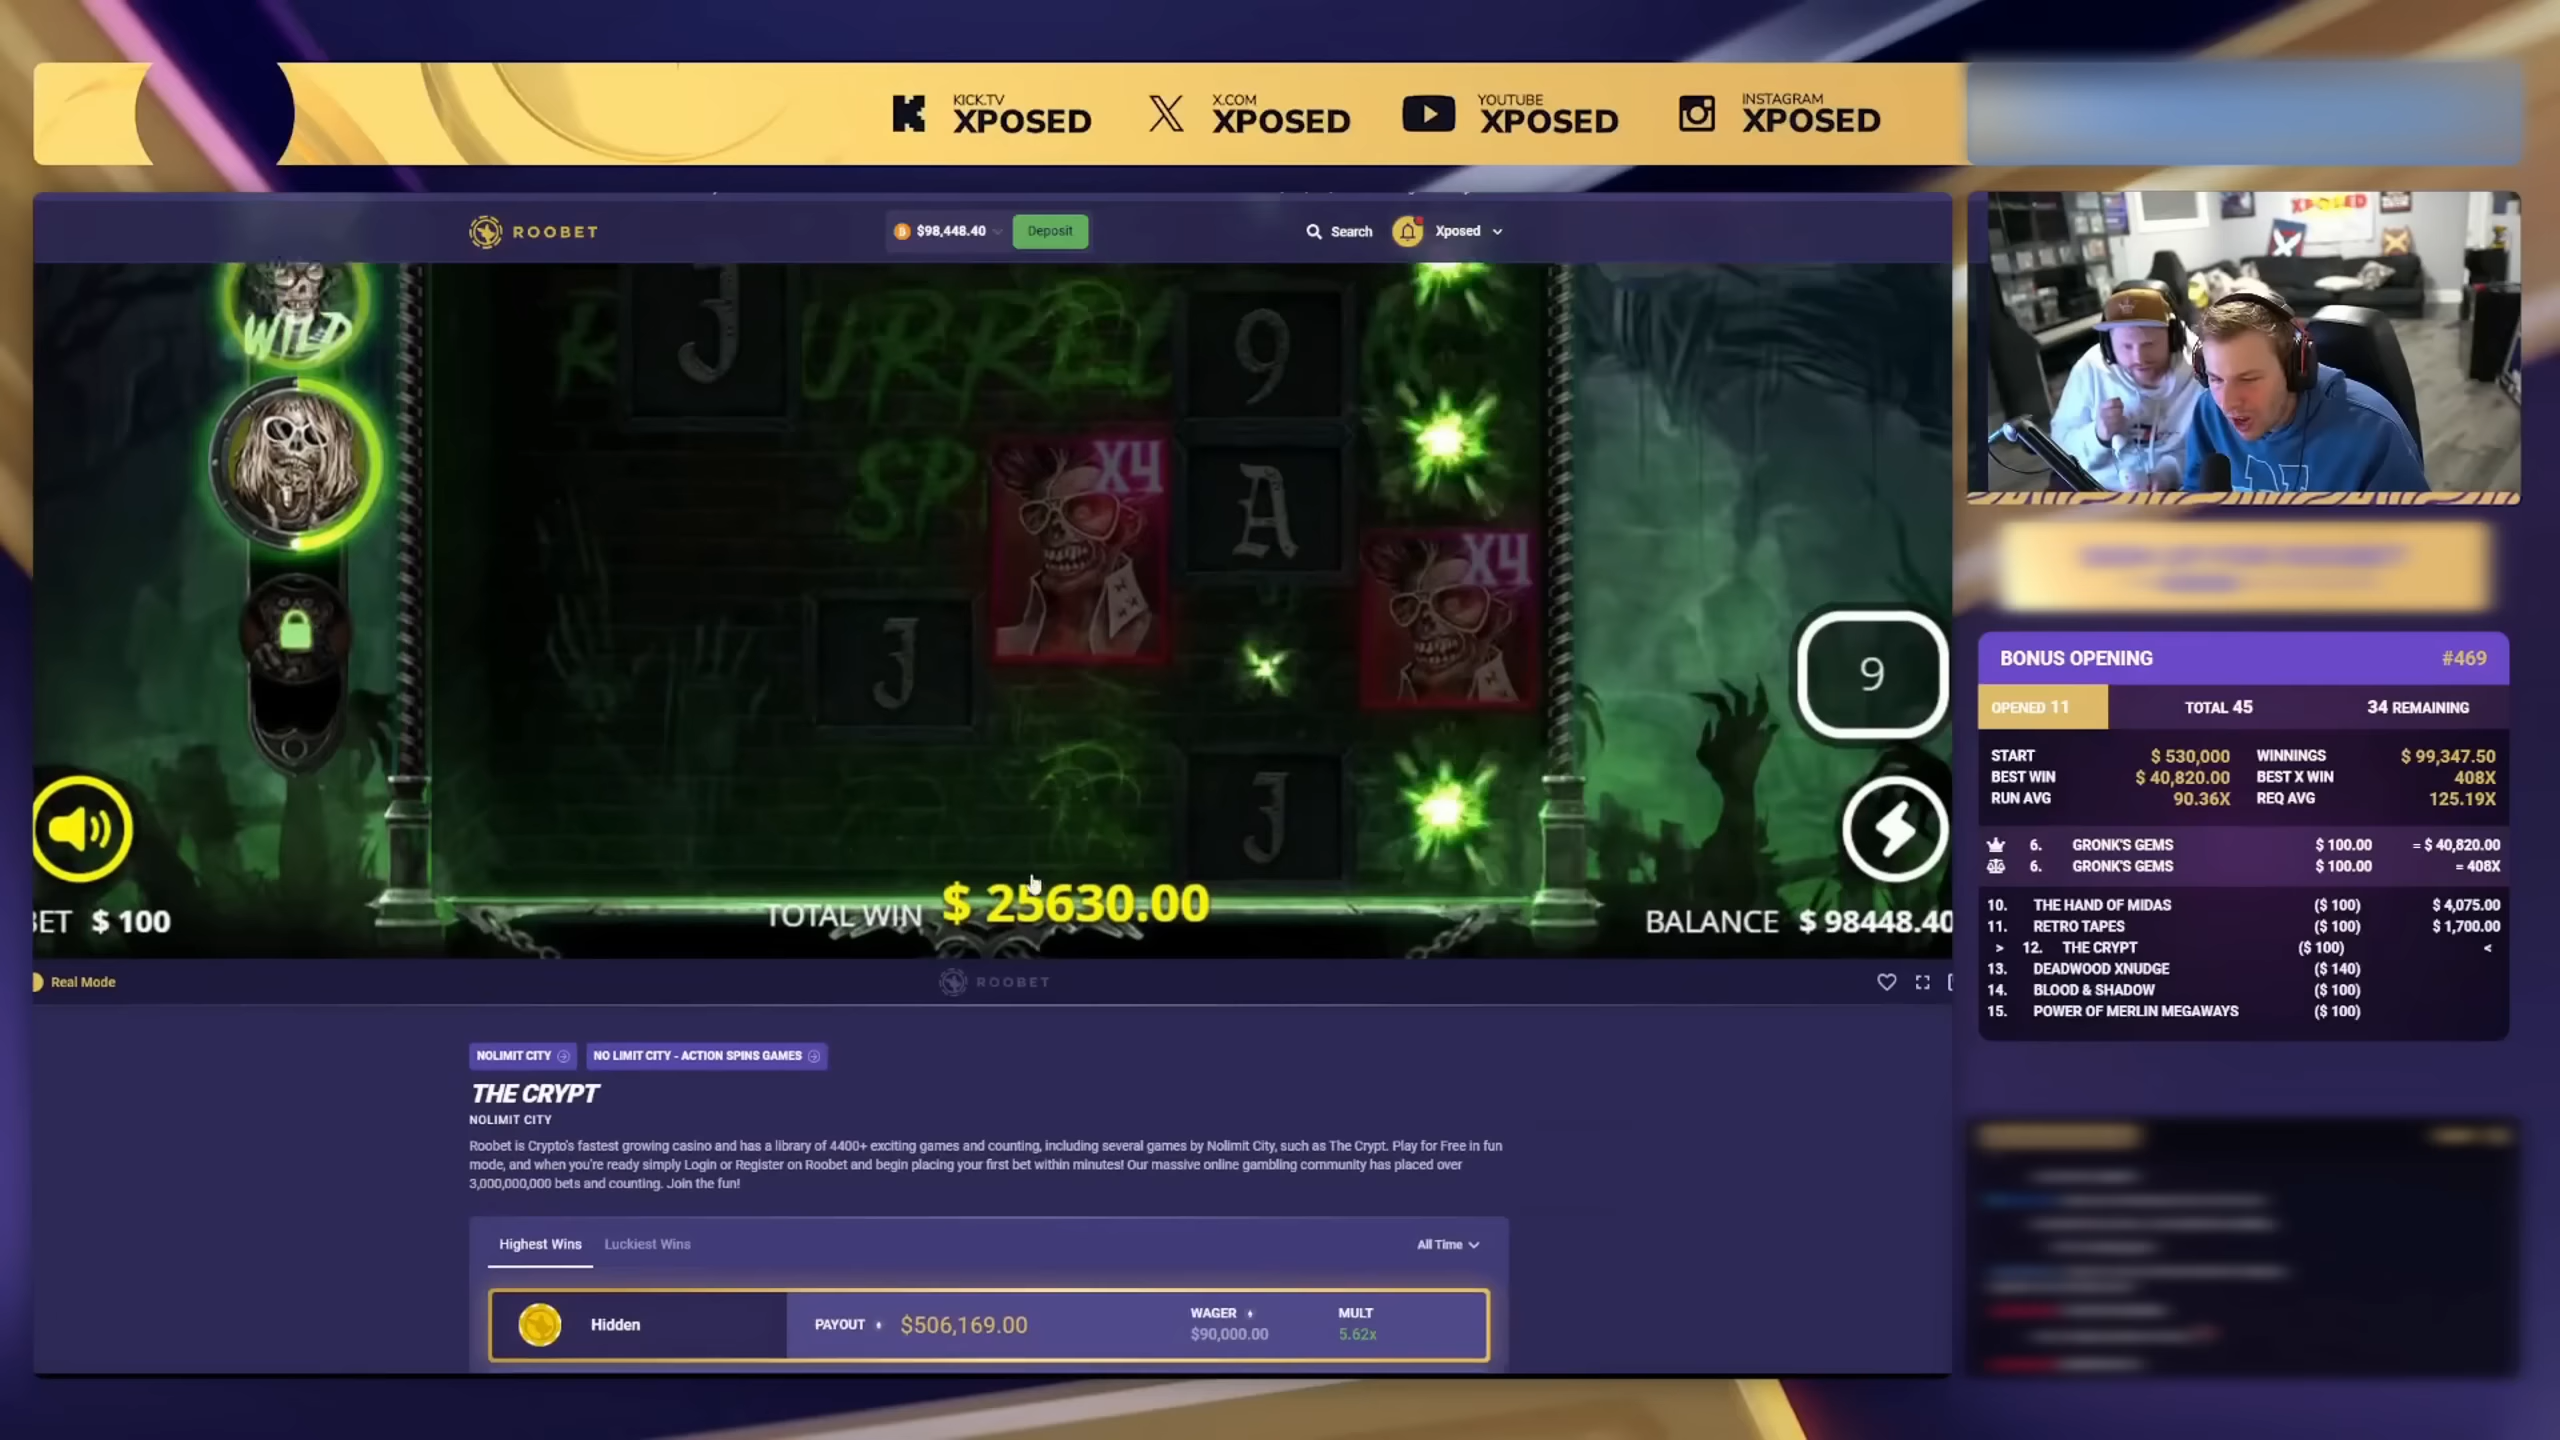 KICK.TV
XPOSED
X.COM
XPOSED
YOUTUBE
XPOSED
INSTAGRAM
XPOSED
ROOBET
$98,448.40
Deposit
Search
Xposed
XPOSED
WILD
J
9
SP
X4
A
X4
J
9
J
BET $ 100
TOTAL WIN $ 25630.00
BALANCE $ 98448.40
Real Mode
ROOBET
BONUS OPENING #469
OPENED 11 TOTAL 45 34 REMAINING
START $ 530,000 WINNINGS $ 99,347.50
BEST WIN $ 40,820.00 BEST X WIN 408X
RUN AVG 90.36X REQ AVG 125.19X
6. GRONK'S GEMS $ 100.00 = $ 40,820.00
6. GRONK'S GEMS $ 100.00 = 408X
10. THE HAND OF MIDAS ($ 100) $ 4,075.00
11. RETRO TAPES ($ 100) $ 1,700.00
> 12. THE CRYPT ($ 100) <
13. DEADWOOD XNUDGE ($ 140)
14. BLOOD & SHADOW ($ 100)
15. POWER OF MERLIN MEGAWAYS ($ 100)
NOLIMIT CITY
NO LIMIT CITY - ACTION SPINS GAMES
THE CRYPT
NOLIMIT CITY
Roobet is Crypto's fastest growing casino and has a library of 4400+ exciting games and counting, including several games by Nolimit City, such as The Crypt. Play for Free in fun
mode, and when you're ready simply Login or Register on Roobet and begin placing your first bet within minutes! Our massive online gambling community has placed over
3,000,000,000 bets and counting. Join the fun!
Highest Wins
Luckiest Wins
All Time
Hidden
PAYOUT $506,169.00
WAGER
$90,000.00
MULT
5.62x